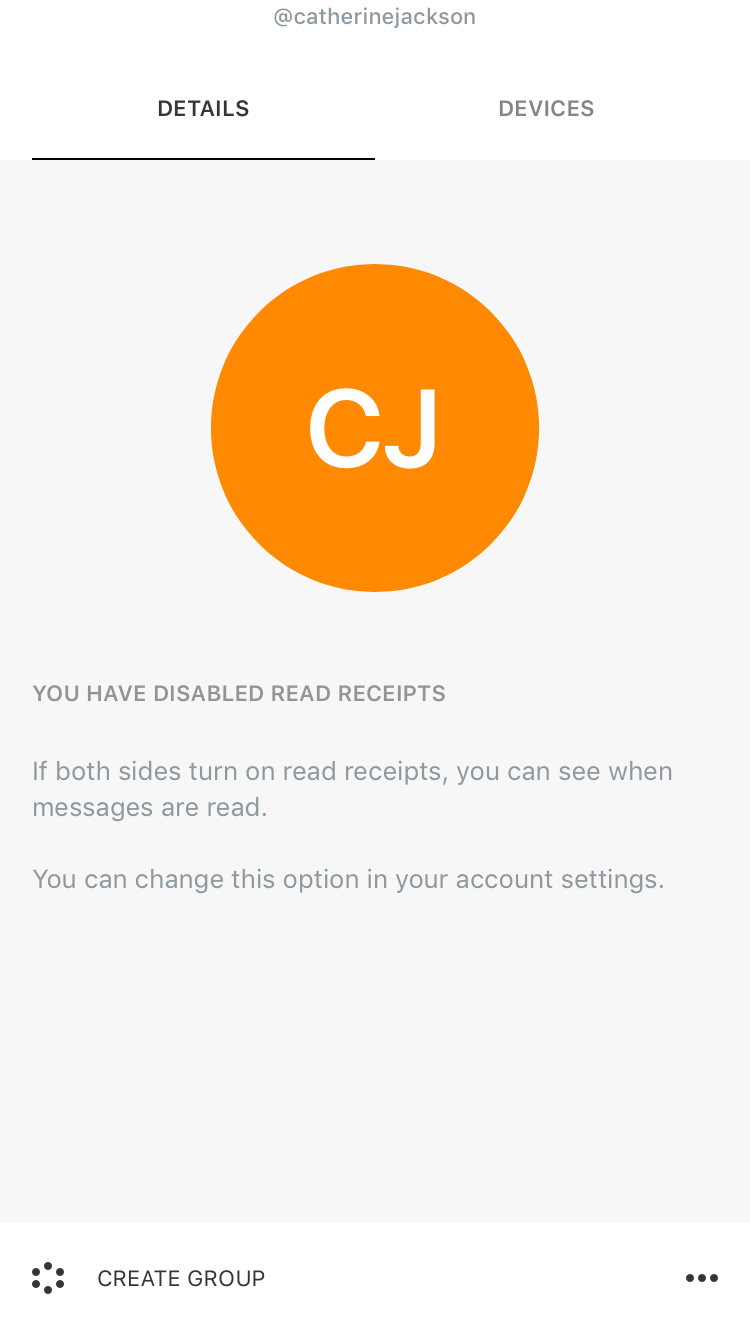 @catherinejackson
DETAILS
DEVICES
CJ
YOU HAVE DISABLED READ RECEIPTS
If both sides turn on read receipts, you can see when
messages are read.
You can change this option in your account settings.
CREATE GROUP